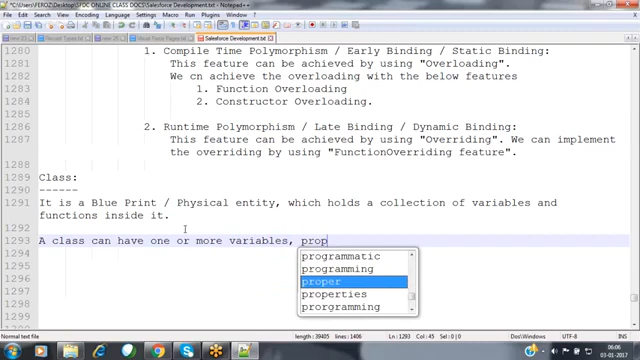 *C:\Users\FEROZ\Desktop\SFDC ONLINE CLASS DOCS\Salesforce Development.txt - Notepad++
File Edit Search View Encoding Language Settings Macro Run Plugins Window ?
Salesforce Development.txt
1280 1. Compile Time Polymorphism / Early Binding / Static Binding:
1281 This feature can be achieved by using "Overloading".
1282 We cn achieve the overloading with the below features
1283 1. Function Overloading
1284 2. Constructor Overloading.
1285
1286 2. Runtime Polymorphism / Late Binding / Dynamic Binding:
1287 This feature can be achieved by using "Overriding". We can implement
the overriding by using "FunctionOverriding feature".
1288
1289 Class:
1290 ------
1291 It is a Blue Print / Physical entity, which holds a collection of variables and
functions inside it.
1292
1293 A class can have one or more variables, prop
1294 programmatic
1295 programming
1296 proper
1297 properties
1298 prorgramming
1299
Normal text file
length : 39405 lines : 1406
Ln : 1293 Col : 45 Sel : 0 | 0
Dos\Windows
UTF-8
INS
06:06
03-01-2017